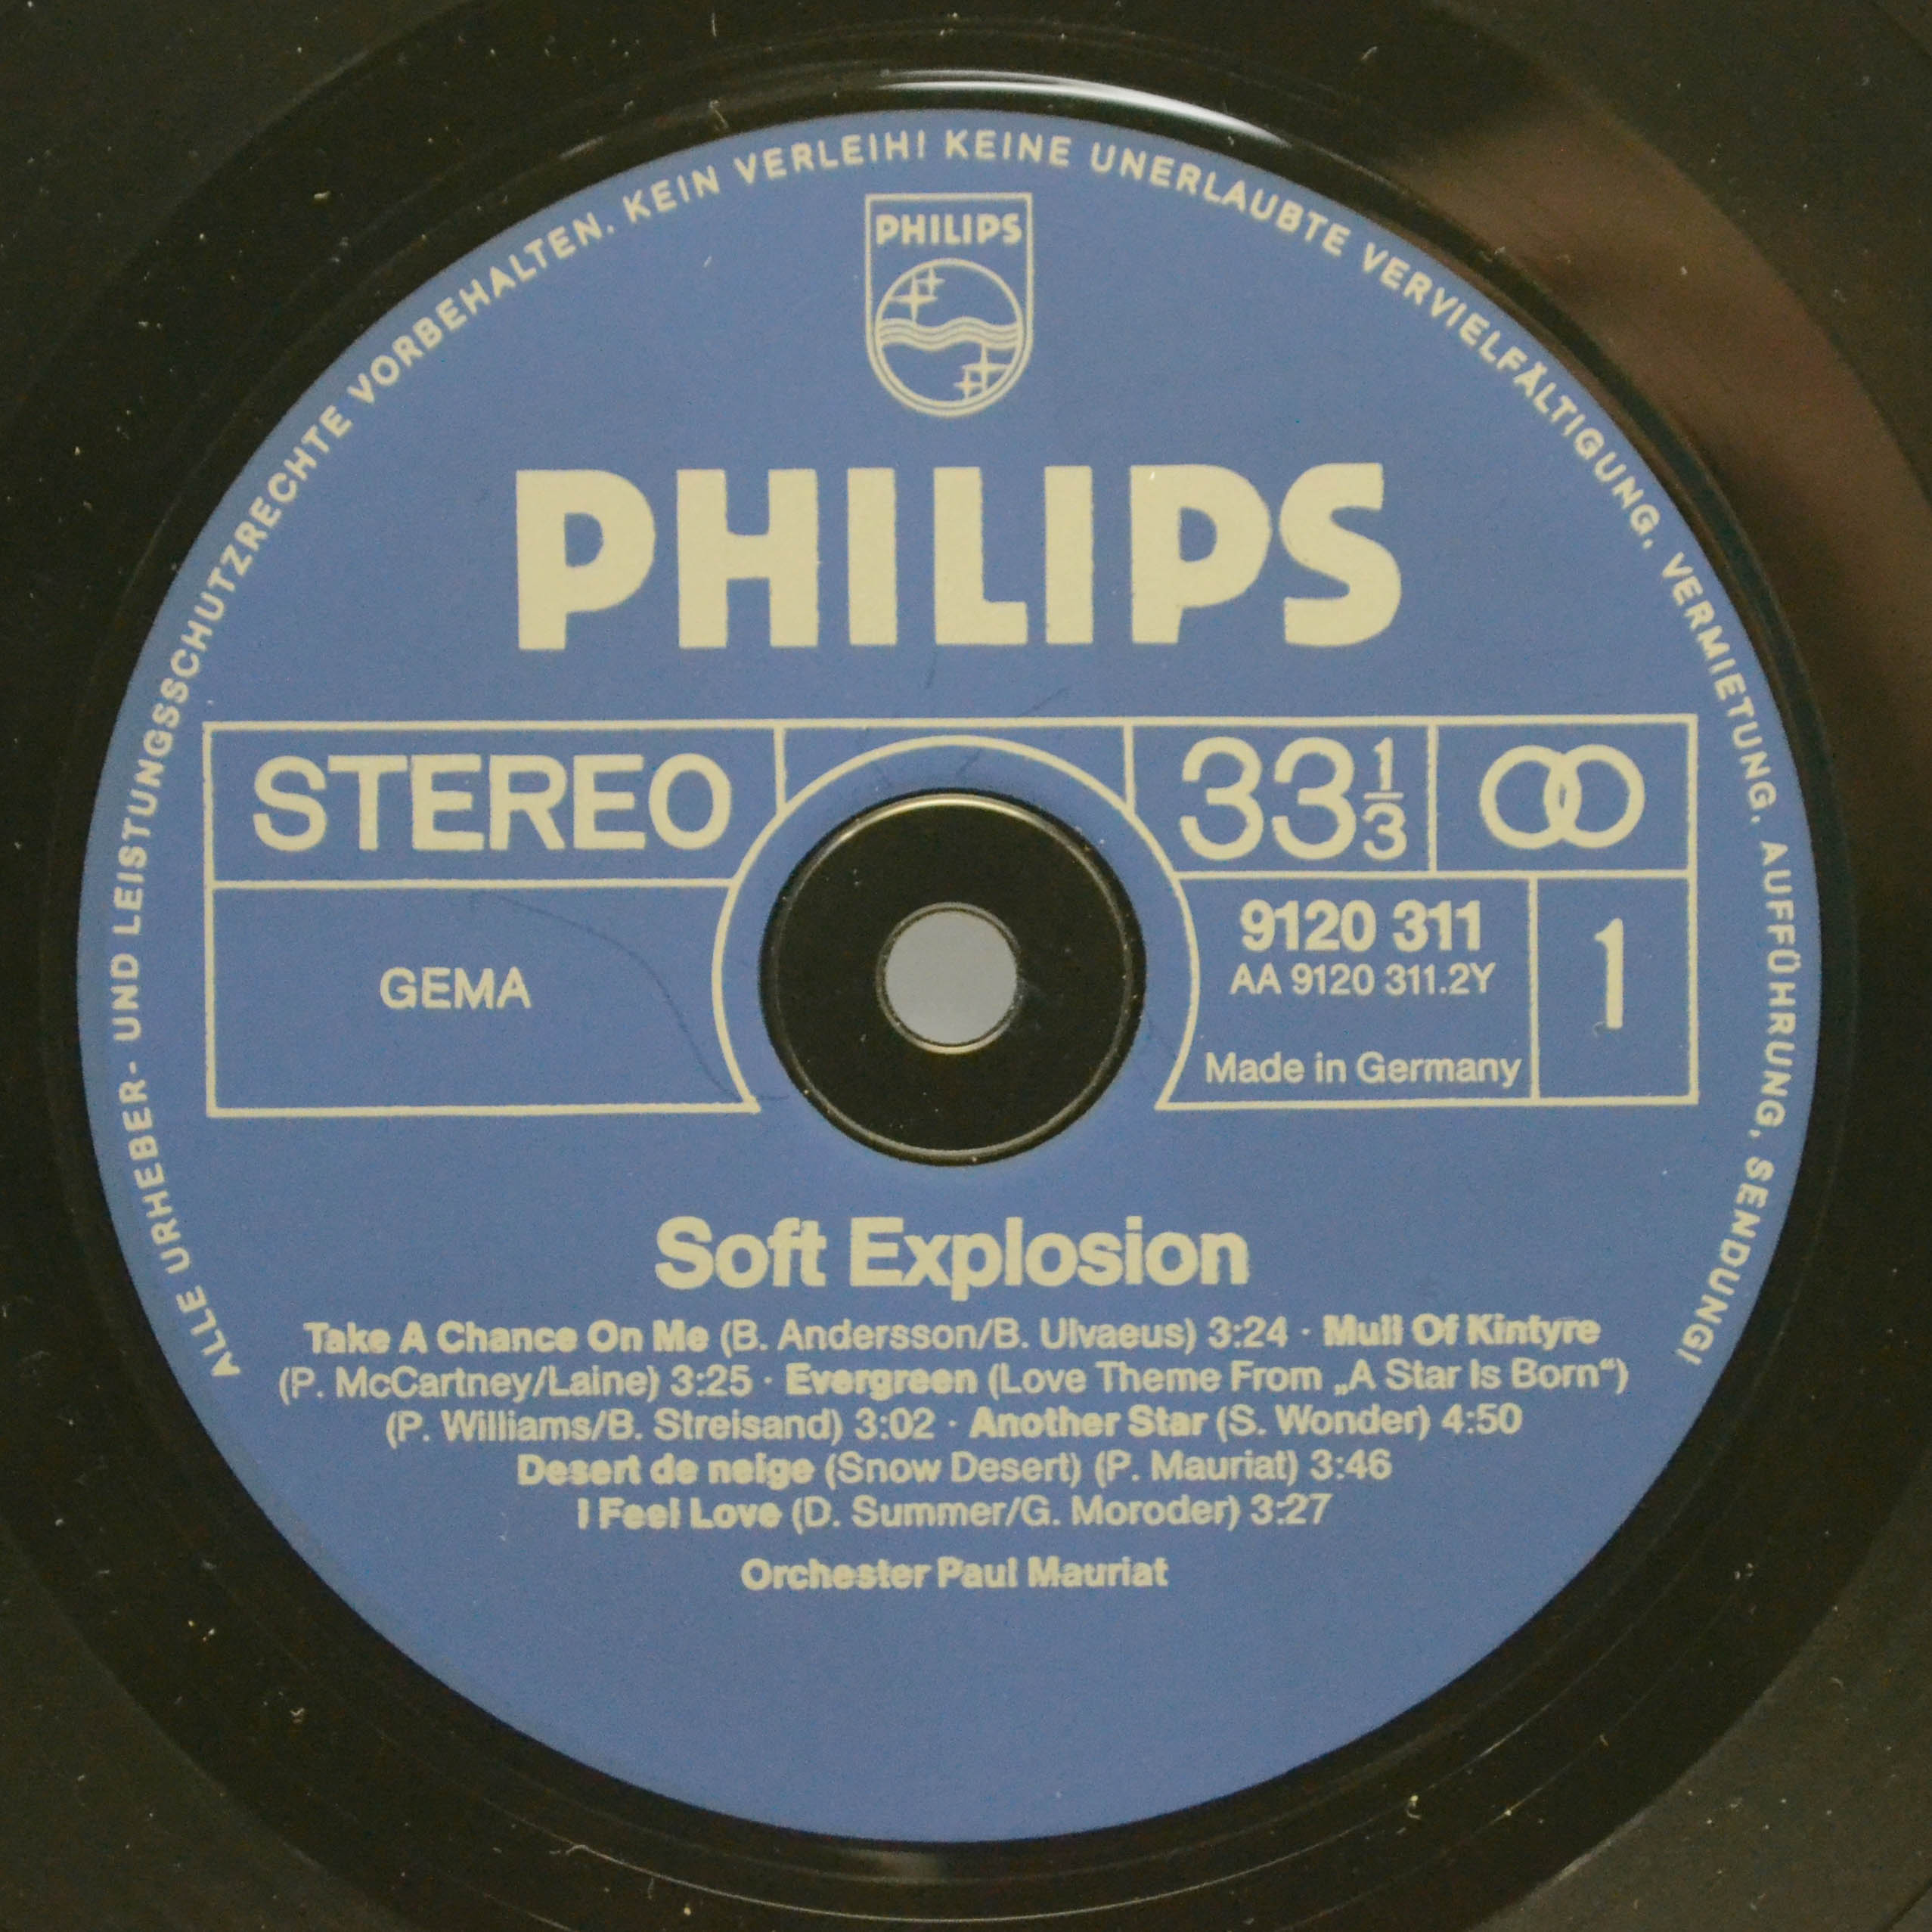 ALLE URHEBER- UND LEISTUNGSSCHUTZRECHTE VORBEHALTEN. KEIN VERLEIH! KEINE UNERLAUBTE VERVIELFÄLTIGUNG, VERMIETUNG, AUFFÜHRUNG, SENDUNG!
PHILIPS
PHILIPS
STEREO
33 1/3
GEMA
9120 311
AA 9120 311.2Y
Made in Germany
1
Soft Explosion
Take A Chance On Me (B. Andersson/B. Ulvaeus) 3:24 · Mull Of Kintyre
(P. McCartney/Laine) 3:25 · Evergreen (Love Theme From „A Star Is Born“)
(P. Williams/B. Streisand) 3:02 · Another Star (S. Wonder) 4:50
Desert de neige (Snow Desert) (P. Mauriat) 3:46
I Feel Love (D. Summer/G. Moroder) 3:27
Orchester Paul Mauriat